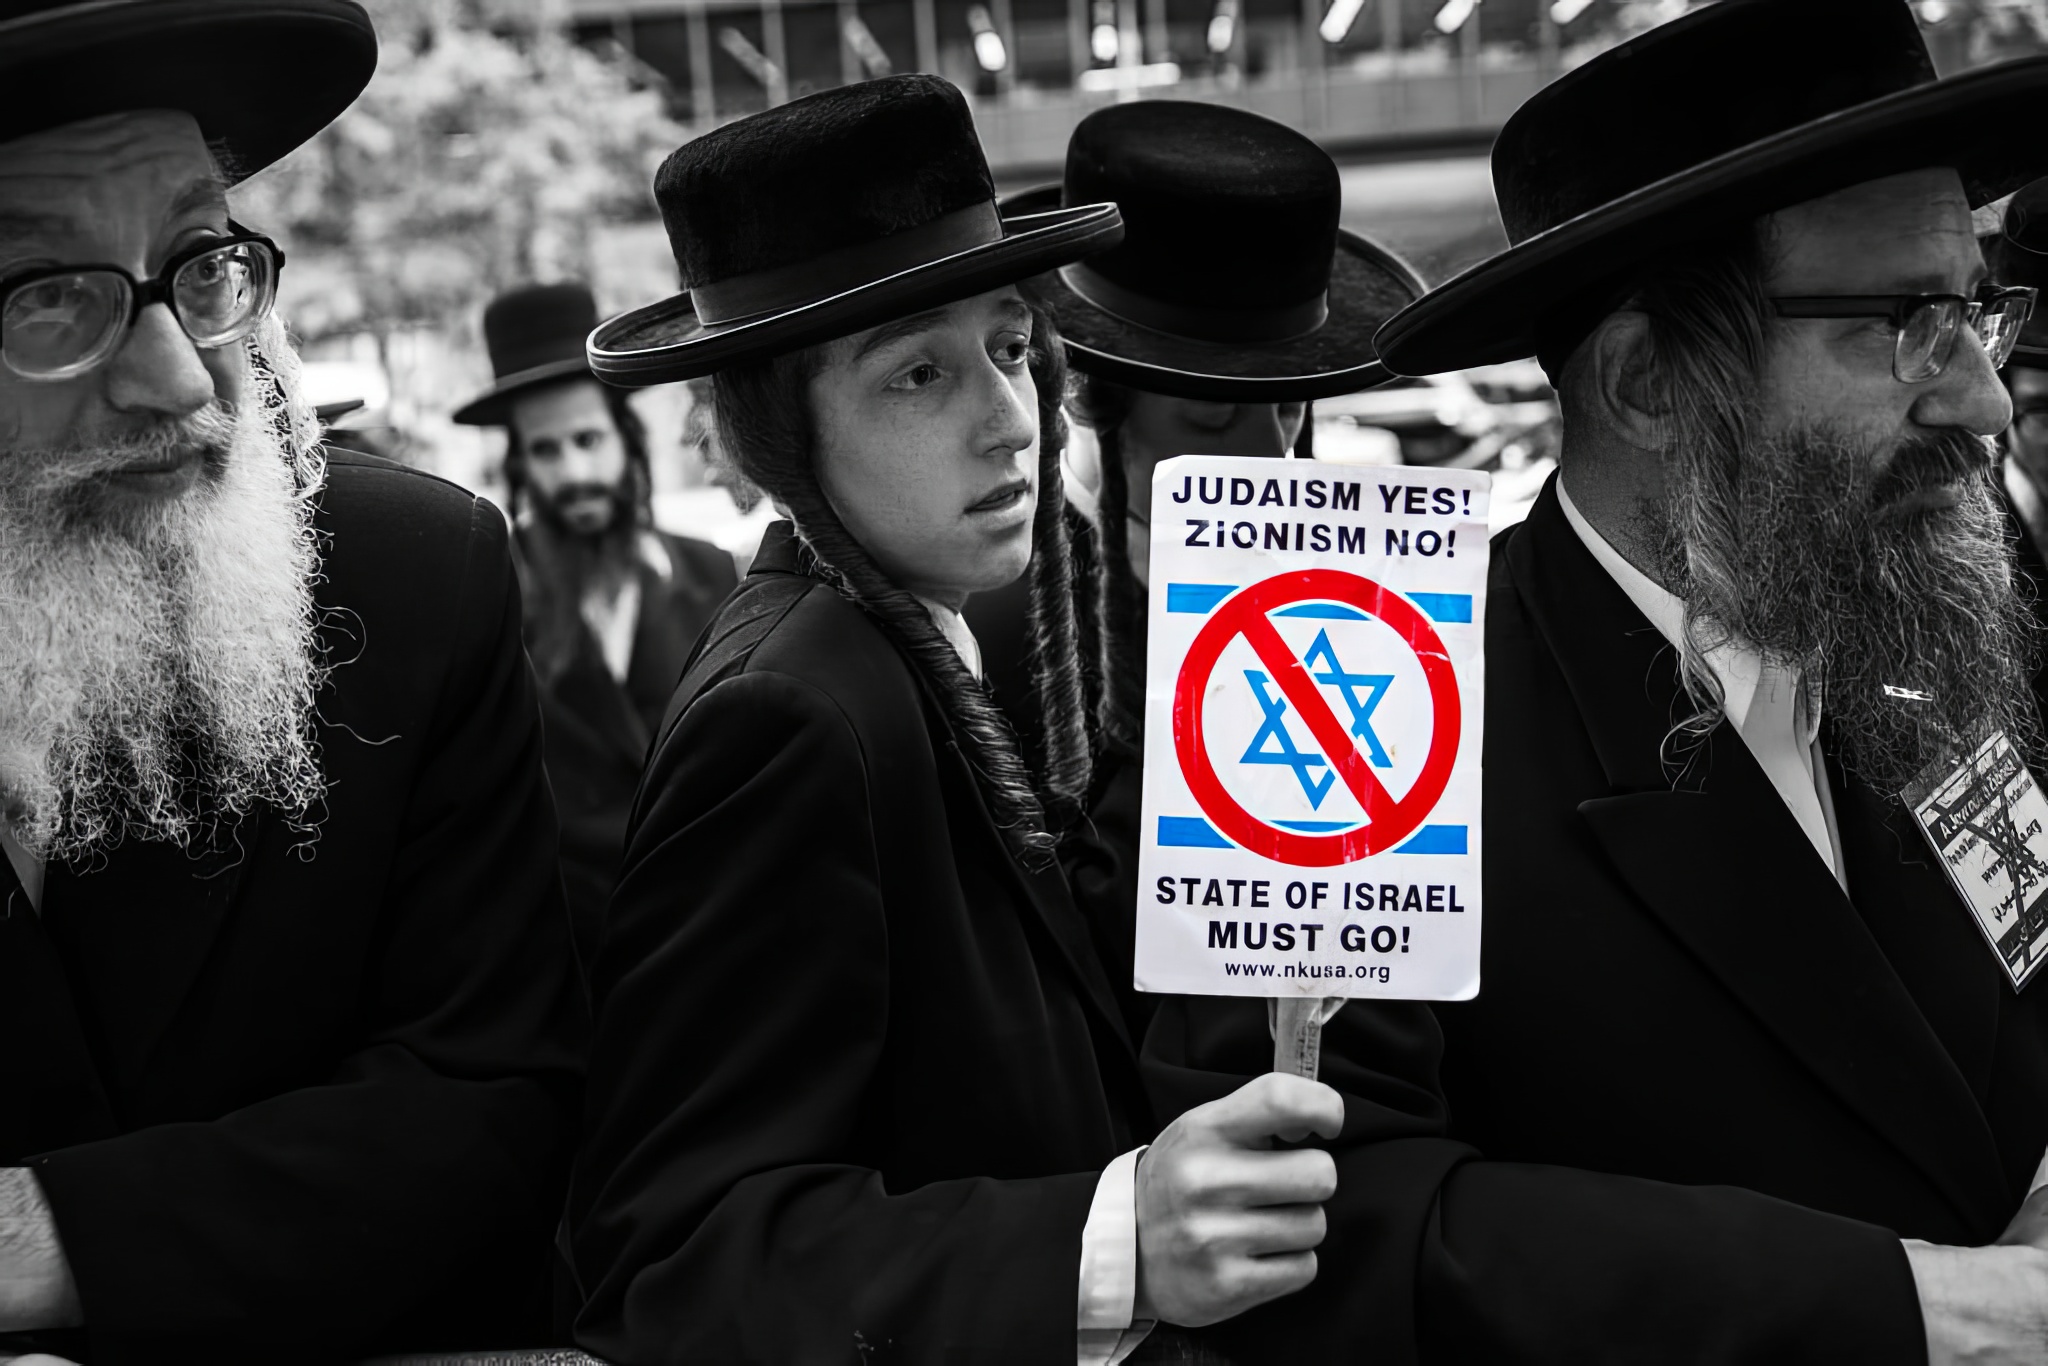 JUDAISM YES!
ZIONISM NO!
STATE OF ISRAEL
MUST GO!
www.nkusa.org